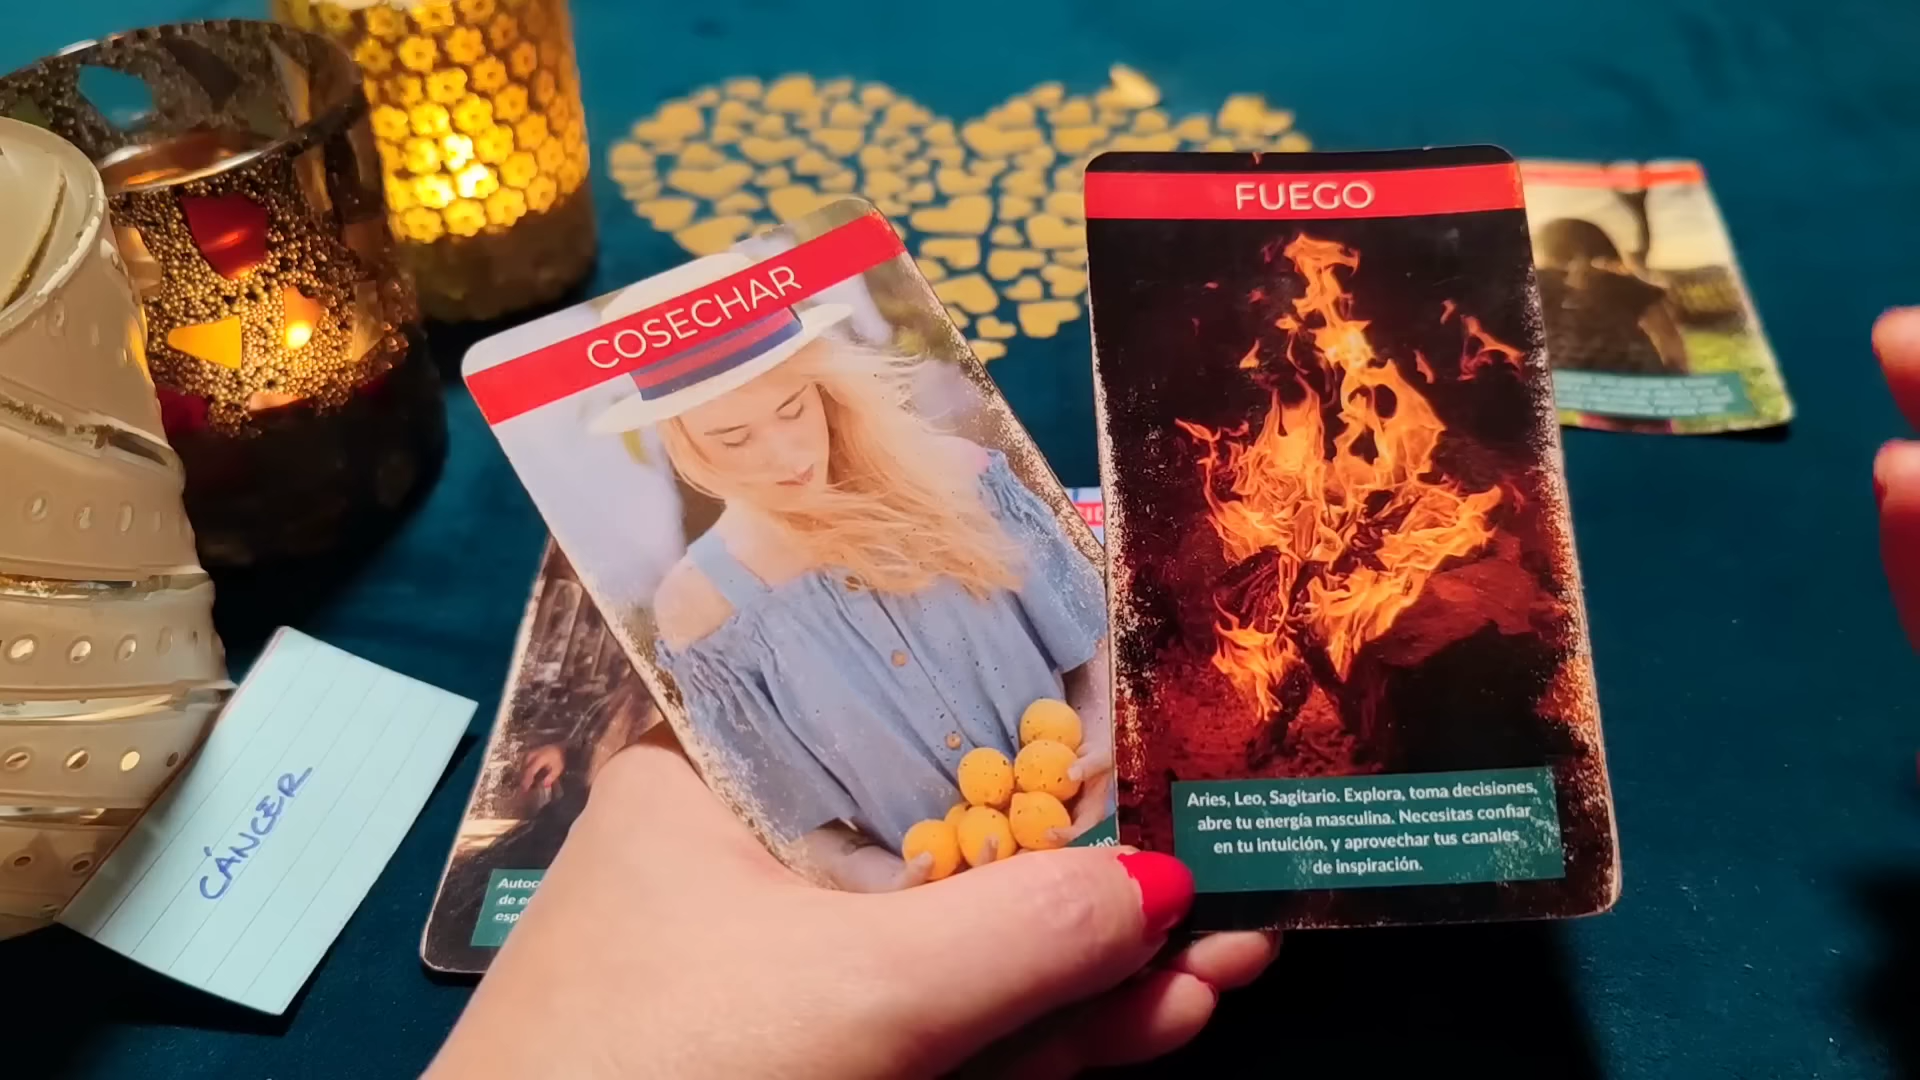 COSECHAR
FUEGO
Aries, Leo, Sagitario. Explora, toma decisiones,
abre tu energía masculina. Necesitas confiar
en tu intuición, y aprovechar tus canales
de inspiración.
CÁNCER